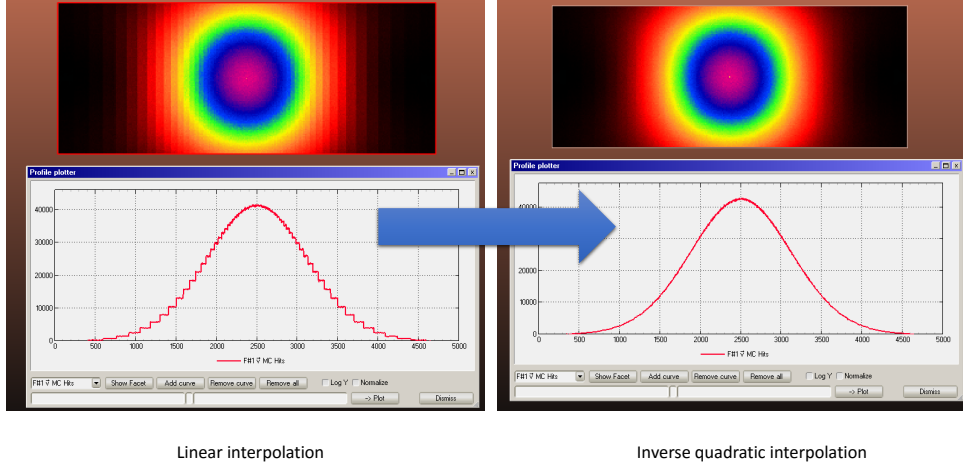 Profile plotter
40000
30000
20000
10000
0
0 500 1000 1500 2000 2500 3000 3500 4000 4500 5000
F#1 ∇ MC Hits
F#1 ∇ MC Hits Show Facet Add curve Remove curve Remove all Log Y Normalize
-> Plot Dismiss
Linear interpolation
Profile plotter
40000
30000
20000
10000
0
0 500 1000 1500 2000 2500 3000 3500 4000 4500 5000
F#1 ∇ MC Hits
F#1 ∇ MC Hits Show Facet Add curve Remove curve Remove all Log Y Normalize
-> Plot Dismiss
Inverse quadratic interpolation